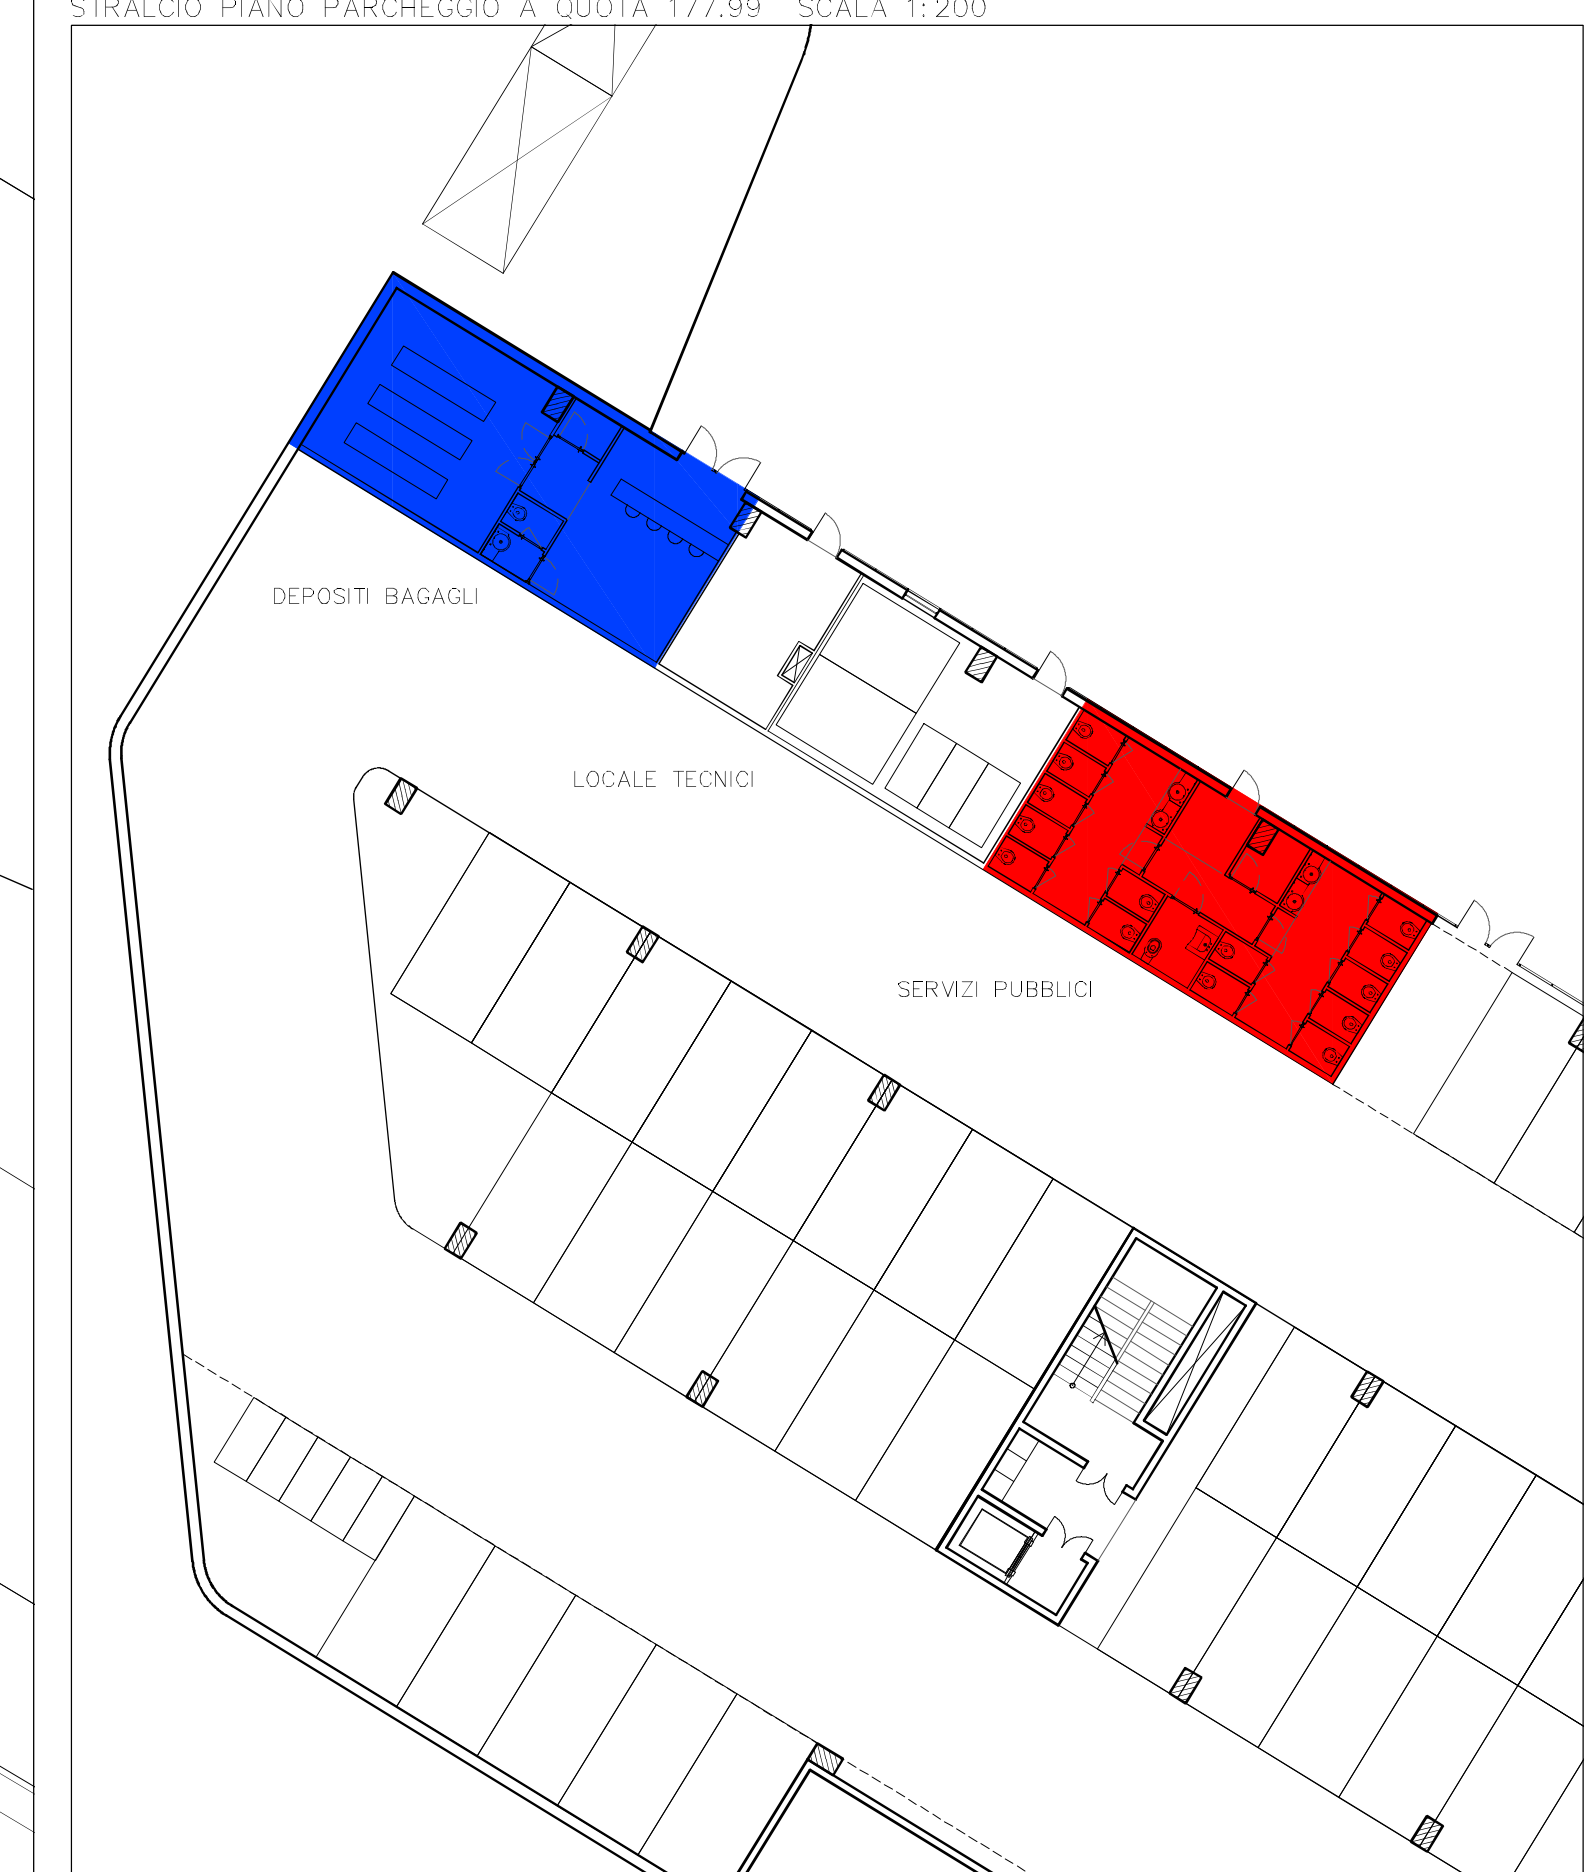 STRALCIO PIANO PARCHEGGIO A QUOTA 177.99 SCALA 1:200
DEPOSITI BAGAGLI
LOCALE TECNICI
SERVIZI PUBBLICI